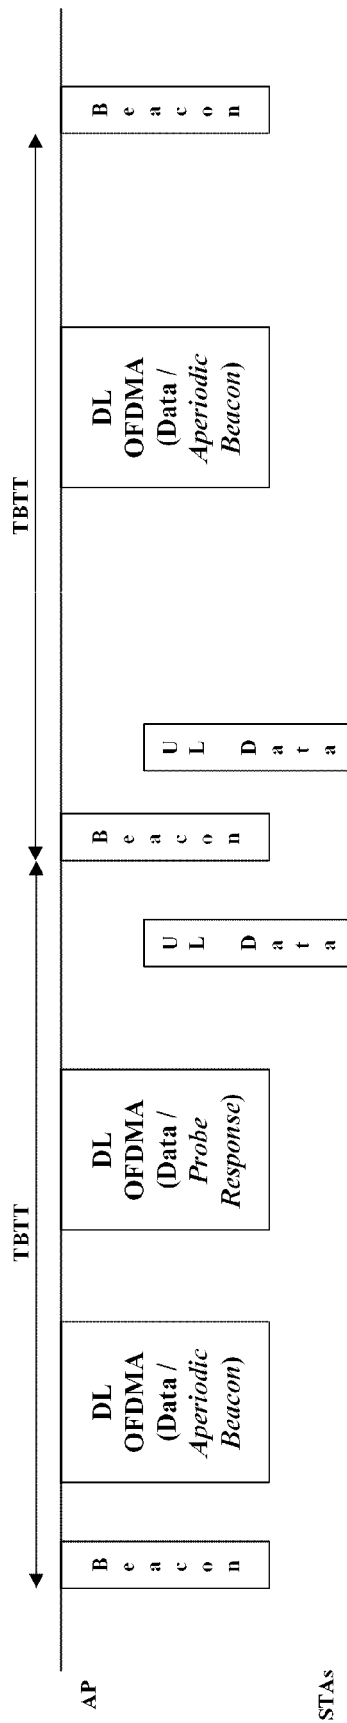 TBTT
TBTT
AP
Beacon
DL
OFDMA
(Data /
Aperiodic
Beacon)
DL
OFDMA
(Data /
Probe
Response)
UL Data
Beacon
UL Data
DL
OFDMA
(Data /
Aperiodic
Beacon)
Beacon
STAs